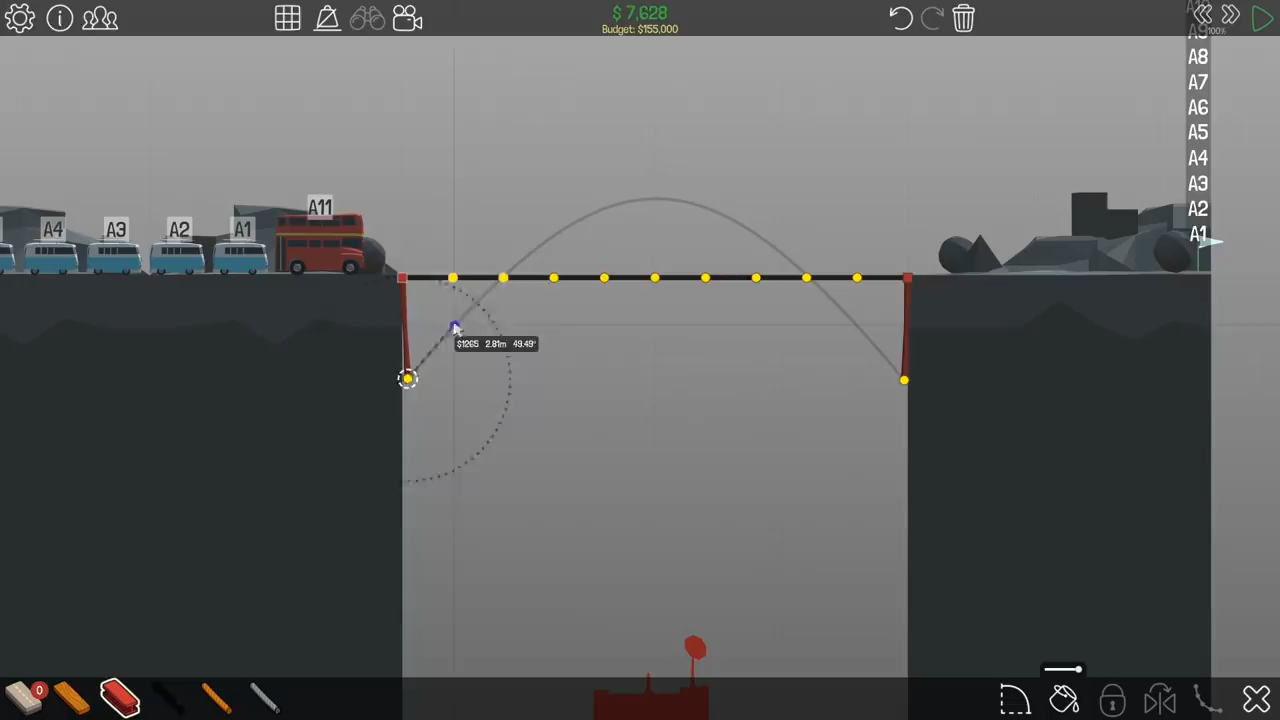 $ 7,628
Budget: $155,000
100%
A8
A7
A6
A5
A4
A3
A2
A1
A11
A4
A3
A2
A1
$1265 2.81m 49.49°
0